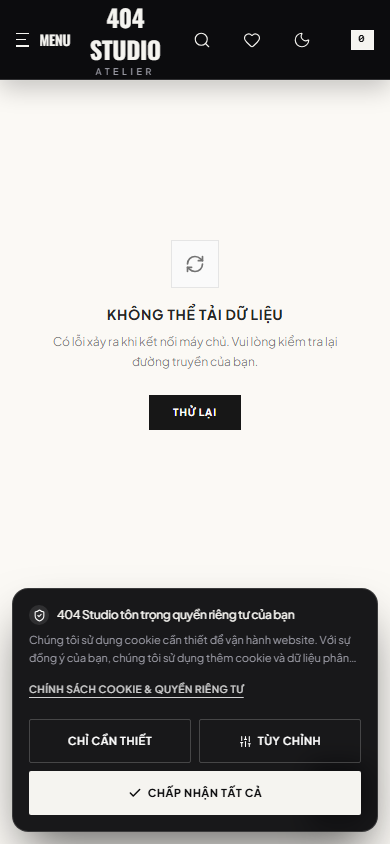 MENU
404
STUDIO
ATELIER
0
KHÔNG THỂ TẢI DỮ LIỆU
Có lỗi xảy ra khi kết nối máy chủ. Vui lòng kiểm tra lại
đường truyền của bạn.
THỬ LẠI
404 Studio tôn trọng quyền riêng tư của bạn
Chúng tôi sử dụng cookie cần thiết để vận hành website. Với sự
đồng ý của bạn, chúng tôi sử dụng thêm cookie và dữ liệu phân...
CHÍNH SÁCH COOKIE & QUYỀN RIÊNG TƯ
CHỈ CẦN THIẾT
TÙY CHỈNH
CHẤP NHẬN TẤT CẢ